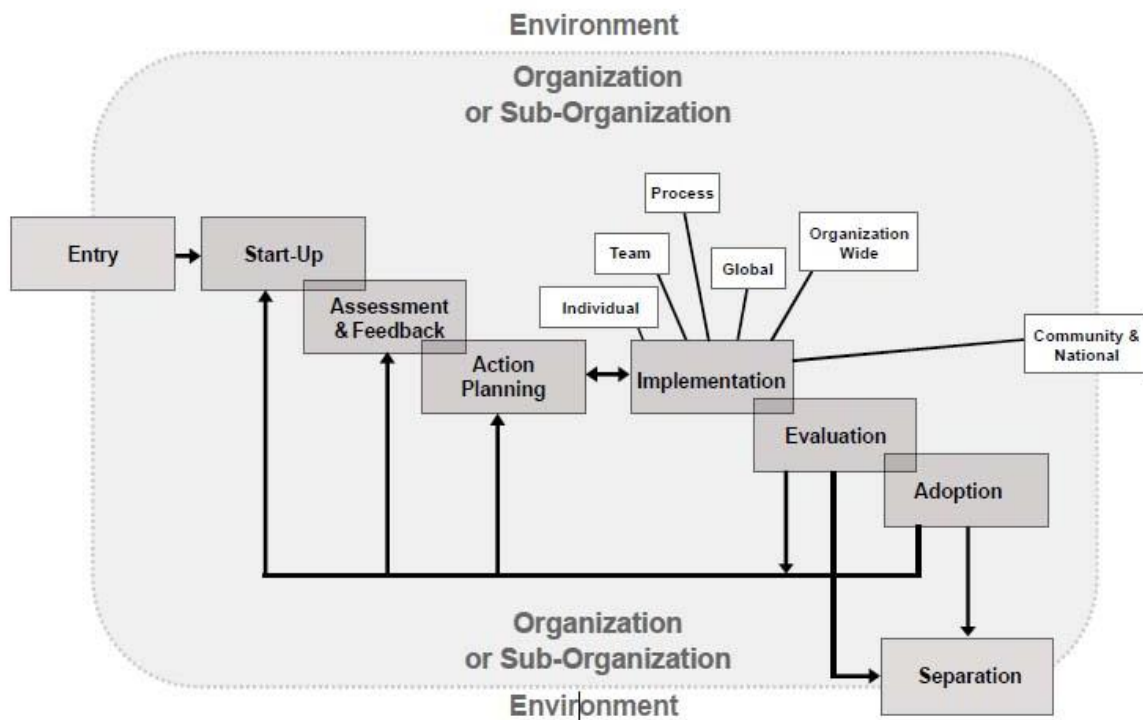 Environment
Organization
or Sub-Organization
Process
Organization
Wide
Team
Global
Individual
Community &
National
Entry
Start-Up
Assessment
& Feedback
Action
Planning
Implementation
Evaluation
Adoption
Organization
or Sub-Organization
Separation
Environment